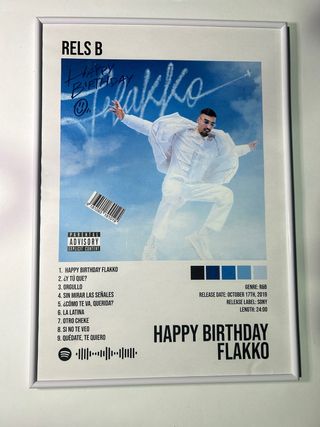 RELS B
HAPPY
BIRTHDAY
Flakko
PARENTAL
ADVISORY
EXPLICIT CONTENT
1. HAPPY BIRTHDAY FLAKKO
2. ¿Y TÚ QUE?
3. ORGULLO
4. SIN MIRAR LAS SEÑALES
5. ¿CÓMO TE VA, QUERIDA?
6. LA LATINA
7. OTRO CHEKE
8. SI NO TE VEO
9. QUÉDATE, TE QUIERO
GENRE: R&B
RELEASE DATE: OCTOBER 17TH, 2019
RELEASE LABEL: SONY
LENGTH: 24:00
HAPPY BIRTHDAY
FLAKKO